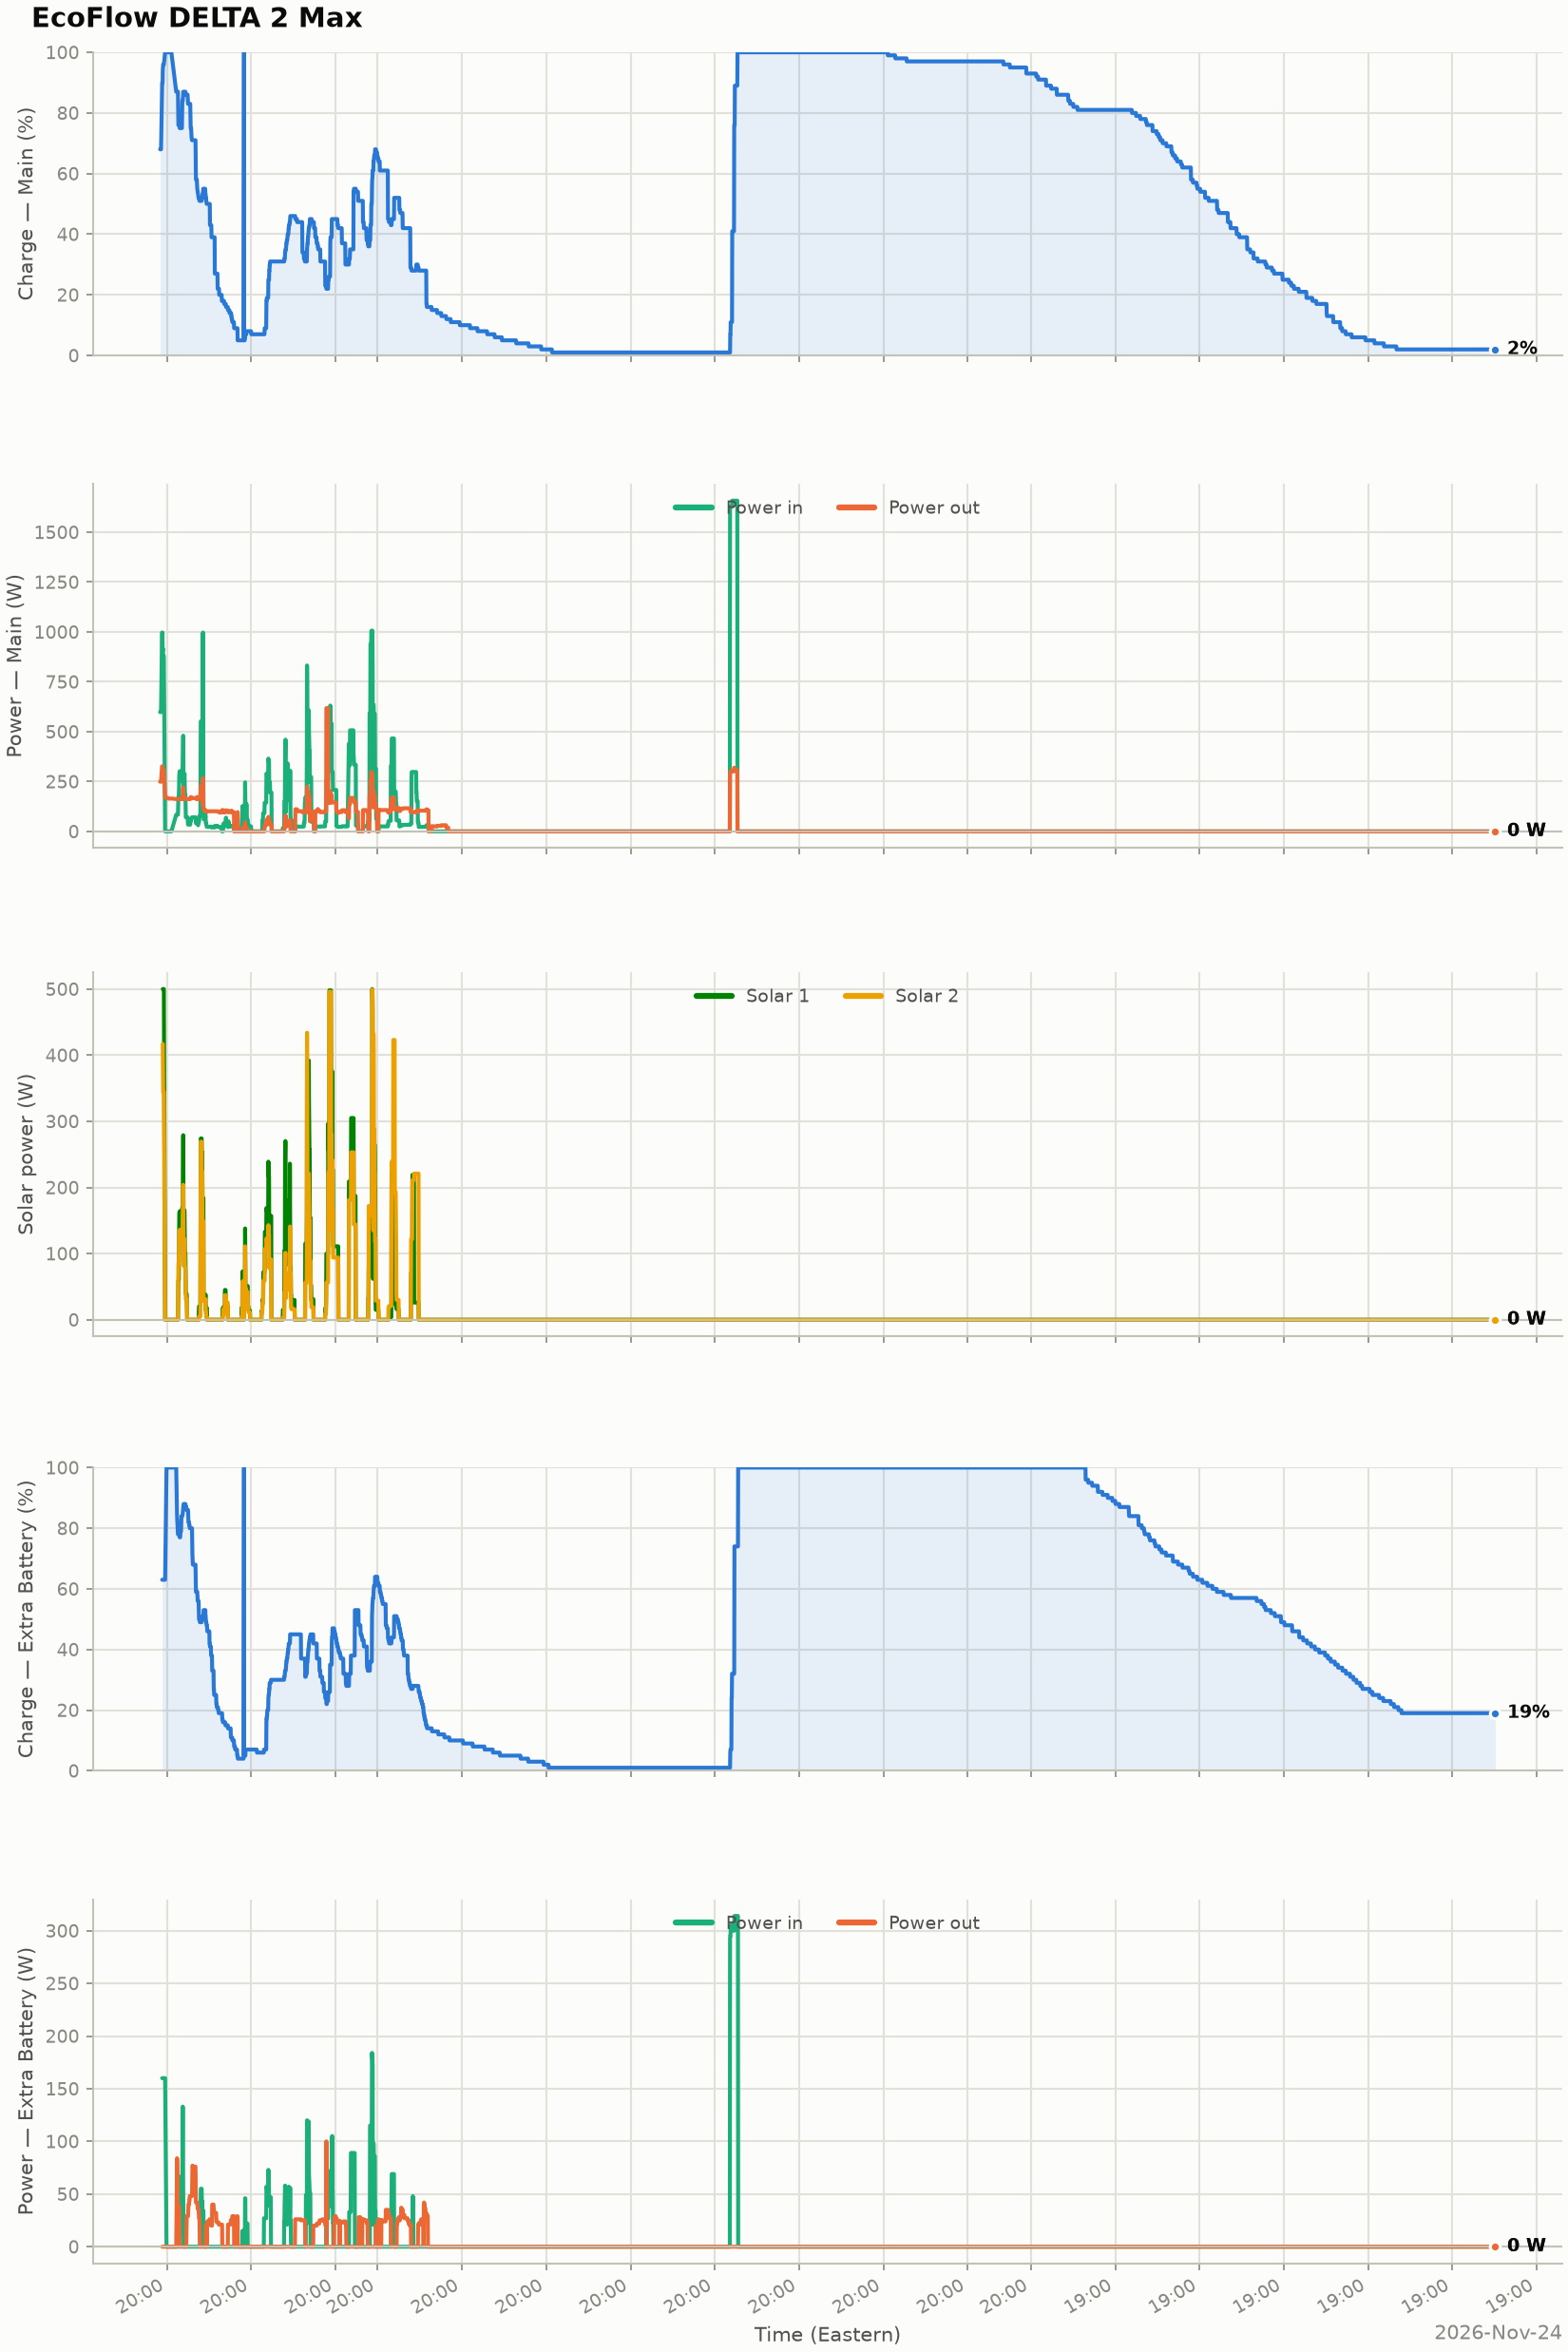 EcoFlow DELTA 2 Max
Charge — Main (%)
100
80
60
40
20
0
2%
Power — Main (W)
Power in
Power out
1500
1250
1000
750
500
250
0
0 W
Solar power (W)
Solar 1
Solar 2
500
400
300
200
100
0
0 W
Charge — Extra Battery (%)
100
80
60
40
20
0
19%
Power — Extra Battery (W)
Power in
Power out
300
250
200
150
100
50
0
0 W
20:00 20:00 20:00 20:00 20:00 20:00 20:00 20:00 20:00 20:00 20:00 20:00 19:00 19:00 19:00 19:00 19:00 19:00
Time (Eastern)
2026-Nov-24